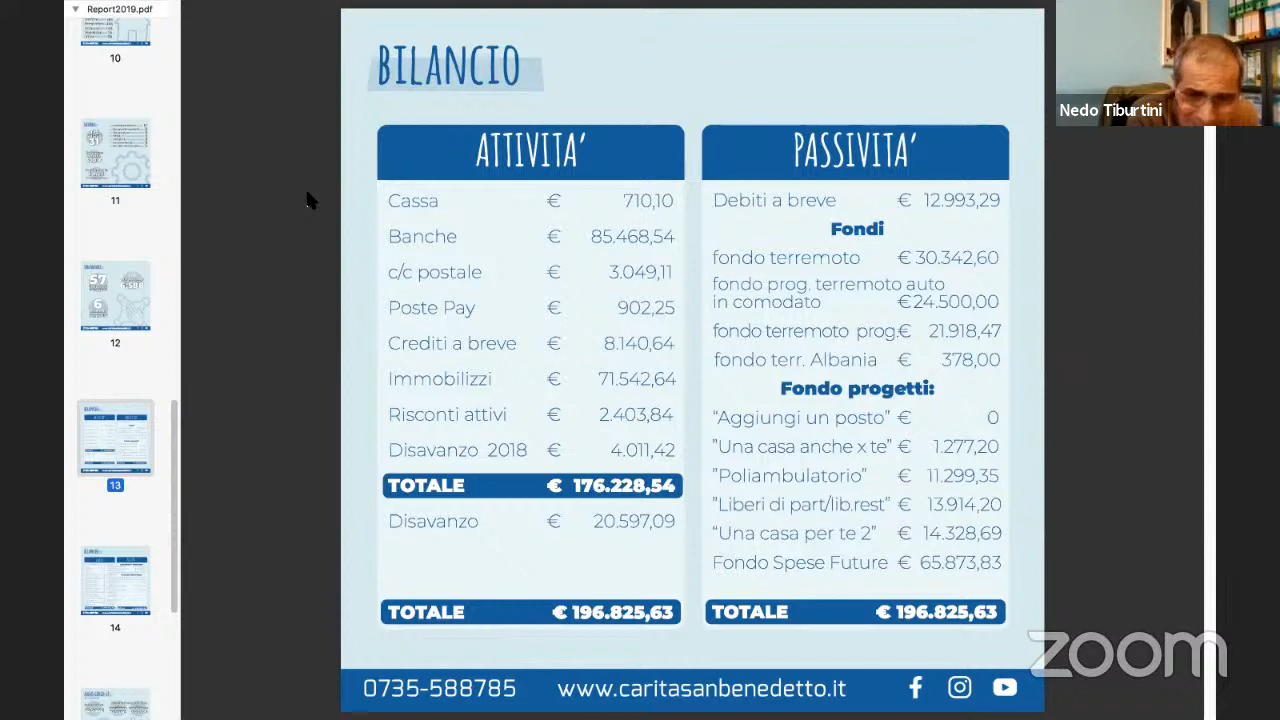 Report2019.pdf
10
11
12
13
14
BILANCIO
ATTIVITA’
Cassa € 710,10
Banche € 85.468,54
c/c postale € 3.049,11
Poste Pay € 902,25
Crediti a breve € 8.140,64
Immobilizzi € 71.542,64
Risconti attivi € 2.403,84
Disavanzo 2018 € 4.011,42
TOTALE € 176.228,54
Disavanzo € 20.597,09
TOTALE € 196.825,63
PASSIVITA’
Debiti a breve € 12.993,29
Fondi
fondo terremoto € 30.342,60
fondo prog. terremoto auto
in comodato € 24.500,00
fondo terremoto prog. € 21.918,47
fondo terr. Albania € 378,00
Fondo progetti:
“Aggiungi un posto” € 0
”Una casa anche x te” €
”Poliambulatorio” € 11.299,35
”Liberi di part/lib.rest” € 13.914,20
“Una casa per te 2” € 14.328,69
Fondo Spese Future € 65.873,83
TOTALE € 196.825,63
0735-588785 www.caritasanbenedetto.it
Nedo Tiburtini
zoom